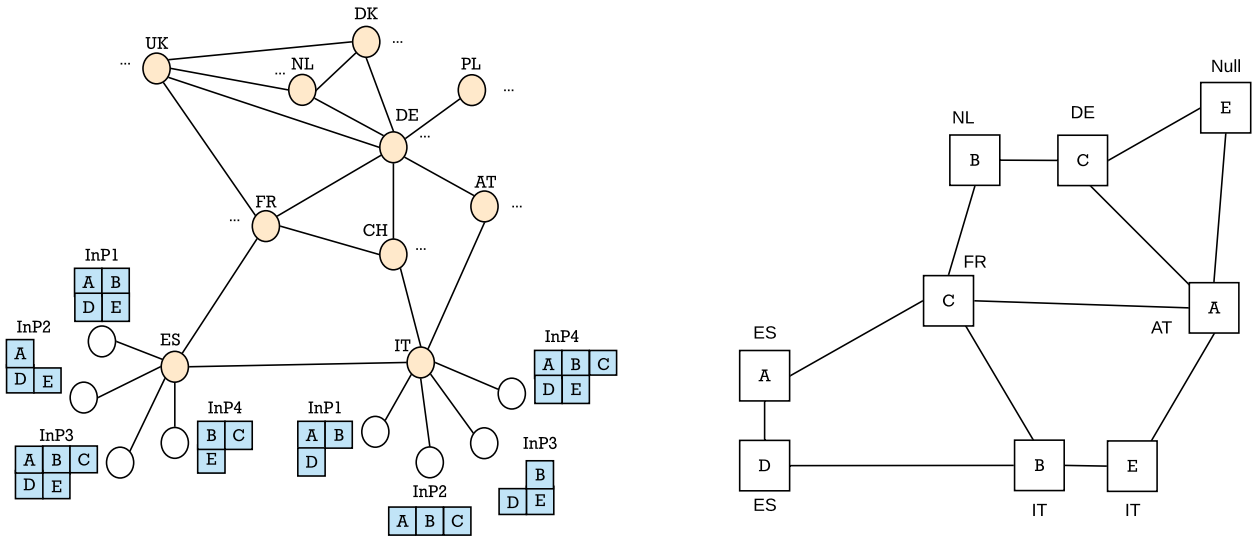 DK
UK
...
...
NL
...
PL
...
DE
...
AT
...
FR
...
CH
...
InP1
A B
D E
InP2
A
D E
ES
InP3
A B C
D E
InP4
B C
E
IT
InP1
A B
D
InP2
A B C
InP3
B
D E
InP4
A B C
D E
Null
E
NL
B
DE
C
FR
C
AT
A
ES
A
D
ES
B
IT
E
IT